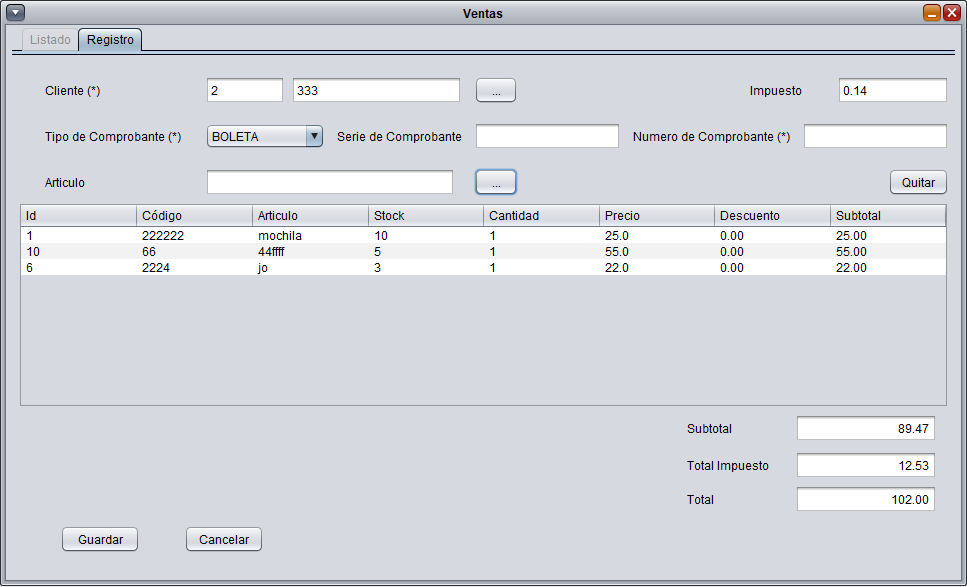 Ventas
Listado Registro
Cliente (*) 2 333 ... Impuesto 0.14
Tipo de Comprobante (*) BOLETA Serie de Comprobante Numero de Comprobante (*)
Articulo ... Quitar
Id Código Articulo Stock Cantidad Precio Descuento Subtotal
1 222222 mochila 10 1 25.0 0.00 25.00
10 66 44ffff 5 1 55.0 0.00 55.00
6 2224 jo 3 1 22.0 0.00 22.00
Subtotal 89.47
Total Impuesto 12.53
Total 102.00
Guardar Cancelar